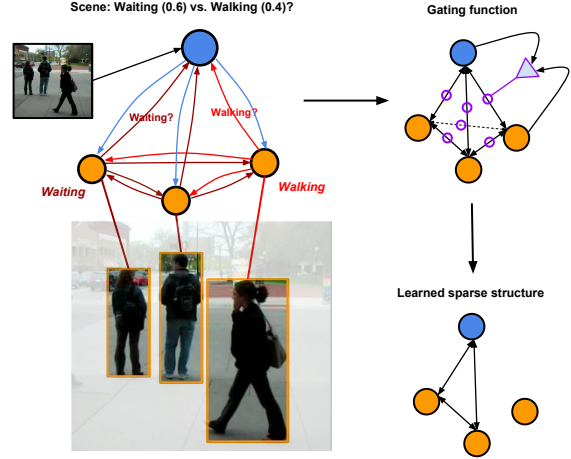 Scene: Waiting (0.6) vs. Walking (0.4)?
Gating function
Waiting?
Walking?
Waiting
Walking
Learned sparse structure